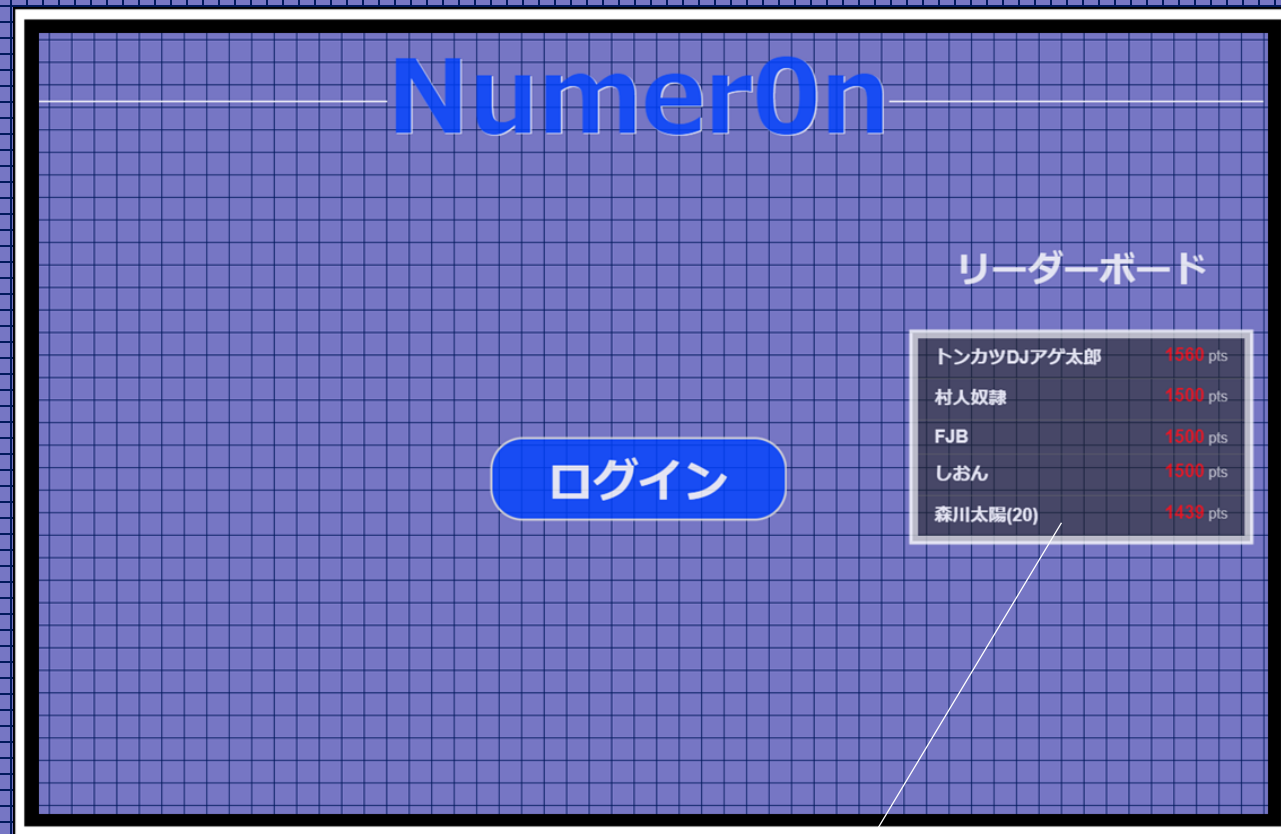 Numer0n
リーダーボード
トンカツDJアゲ太郎 1560 pts
村人奴隷 1500 pts
FJB 1500 pts
しおん 1500 pts
森川太陽(20) 1439 pts
ログイン